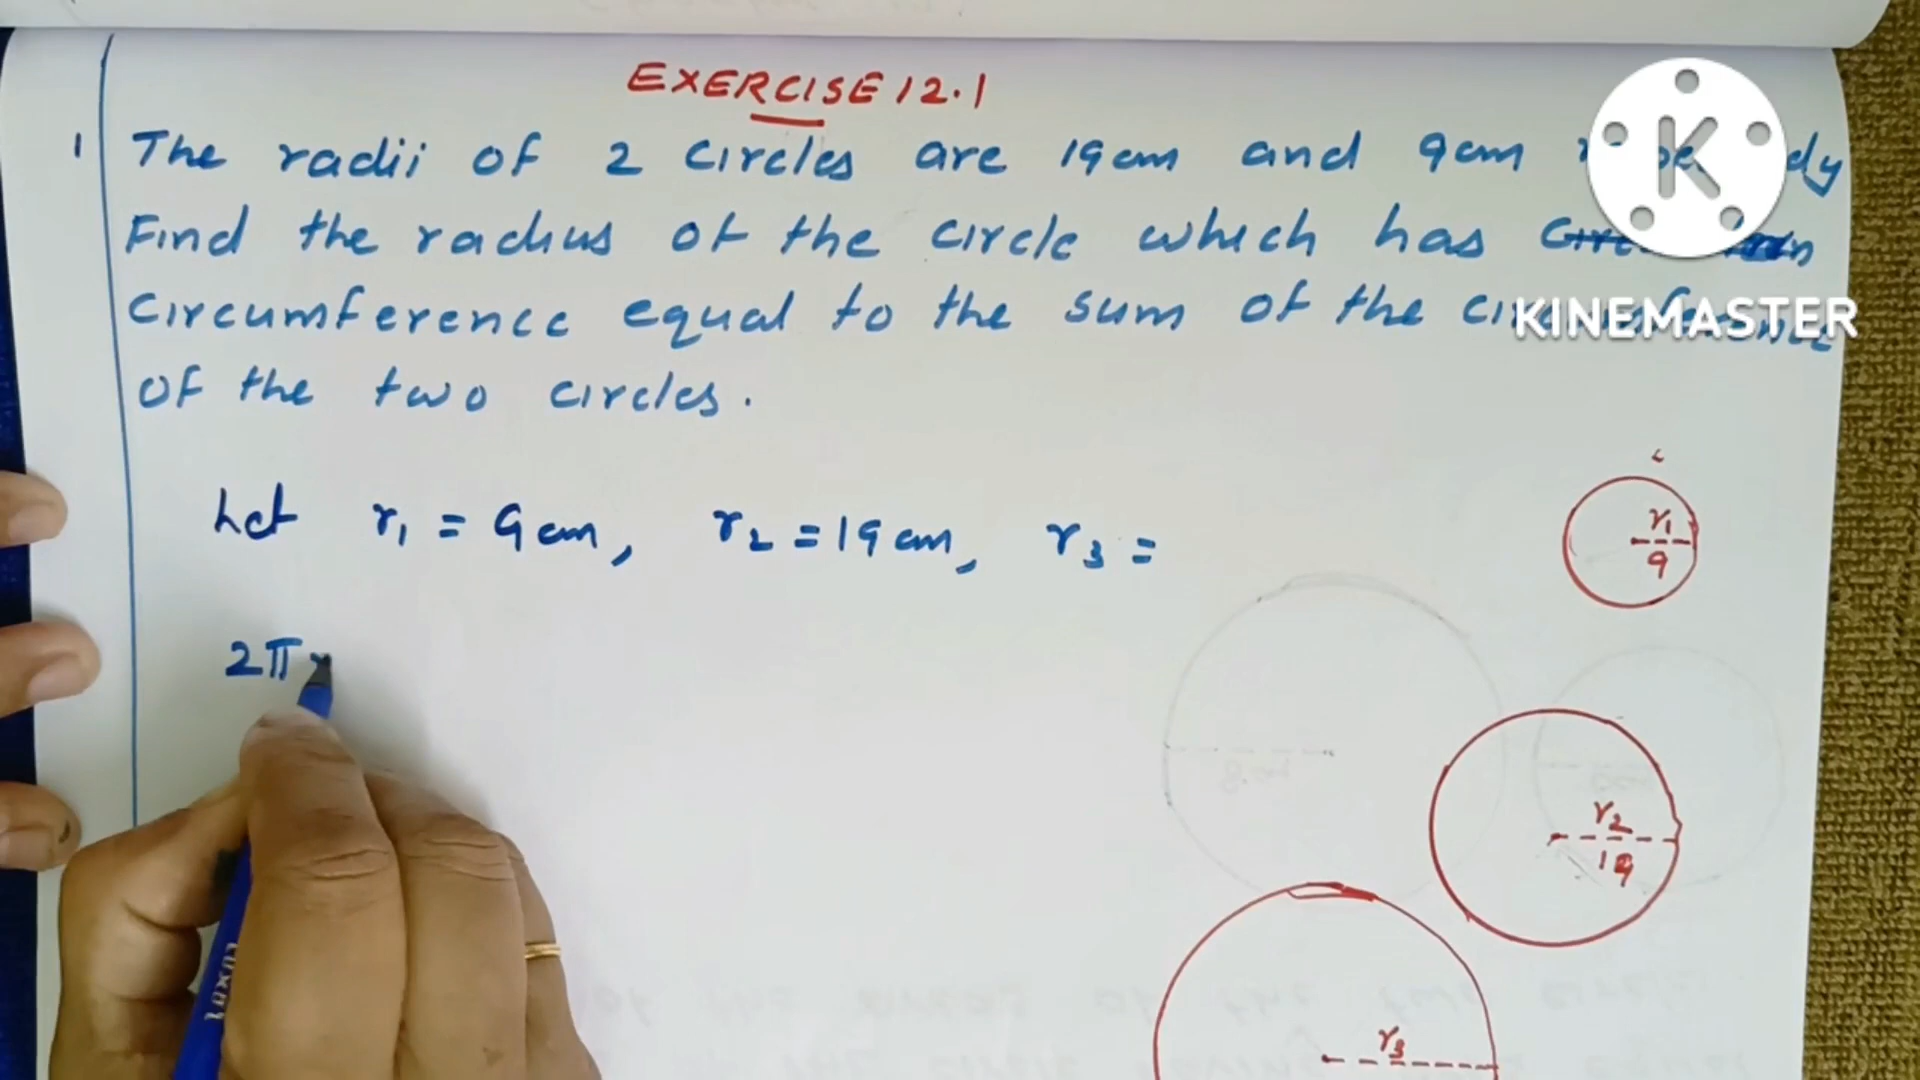 EXERCISE 12.1
1 The radii of 2 circles are 19cm and 9cm
Find the radius of the circle which has
circumference equal to the sum of the
of the two circles.
Let r₁ = 9cm, r₂ = 19cm, r₃ =
2π
K
KINEMASTER
r₁
9
r₂
19
r₃
LUXOR